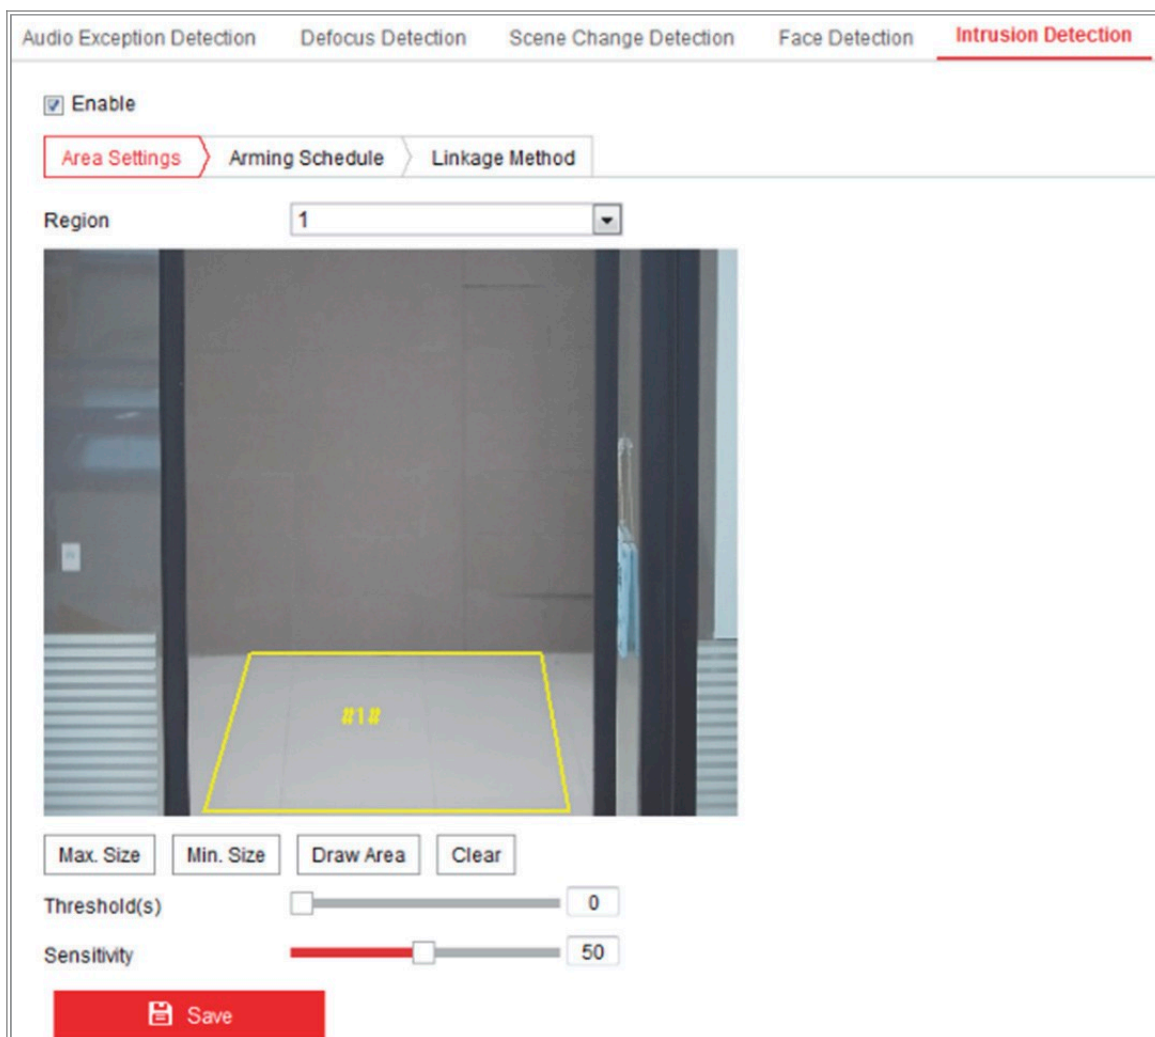 Audio Exception Detection Defocus Detection Scene Change Detection Face Detection Intrusion Detection
Enable
Area Settings Arming Schedule Linkage Method
Region 1
#1#
Max. Size Min. Size Draw Area Clear
Threshold(s) 0
Sensitivity 50
Save